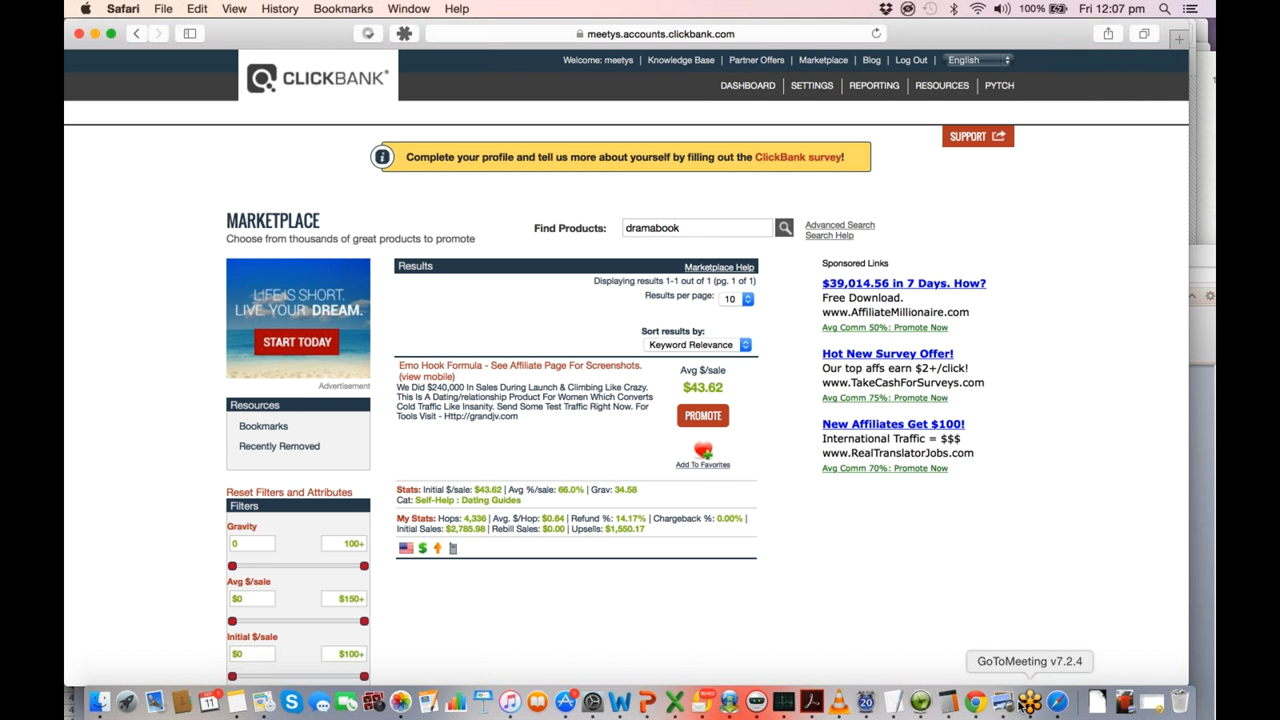 Safari File Edit View History Bookmarks Window Help
100% Fri 12:07 pm
meetys.accounts.clickbank.com
Welcome: meetys | Knowledge Base | Partner Offers | Marketplace | Blog | Log Out | English
CLICKBANK
DASHBOARD SETTINGS REPORTING RESOURCES PYTCH
SUPPORT
Complete your profile and tell us more about yourself by filling out the ClickBank survey!
MARKETPLACE
Choose from thousands of great products to promote
Find Products: dramabook
Advanced Search
Search Help
LIFE IS SHORT.
LIVE YOUR DREAM.
START TODAY
Advertisement
Resources
Bookmarks
Recently Removed
Reset Filters and Attributes
Filters
Gravity
0 100+
Avg $/sale
$0 $150+
Initial $/sale
$0 $100+
Results Marketplace Help
Displaying results 1-1 out of 1 (pg. 1 of 1)
Results per page: 10
Sort results by:
Keyword Relevance
Emo Hook Formula - See Affiliate Page For Screenshots.
(view mobile)
We Did $240,000 In Sales During Launch & Climbing Like Crazy.
This Is A Dating/relationship Product For Women Which Converts
Cold Traffic Like Insanity. Send Some Test Traffic Right Now. For
Tools Visit - Http://grandjv.com
Avg $/sale
$43.62
PROMOTE
Add To Favorites
Stats: Initial $/sale: $43.62 | Avg %/sale: 66.0% | Grav: 34.58
Cat: Self-Help : Dating Guides
My Stats: Hops: 4,336 | Avg. $/Hop: $0.64 | Refund %: 14.17% | Chargeback %: 0.00% |
Initial Sales: $2,785.98 | Rebill Sales: $0.00 | Upsells: $1,550.17
Sponsored Links
$39,014.56 in 7 Days. How?
Free Download.
www.AffiliateMillionaire.com
Avg Comm 50%: Promote Now
Hot New Survey Offer!
Our top affs earn $2+/click!
www.TakeCashForSurveys.com
Avg Comm 75%: Promote Now
New Affiliates Get $100!
International Traffic = $$$
www.RealTranslatorJobs.com
Avg Comm 70%: Promote Now
GoToMeeting v7.2.4